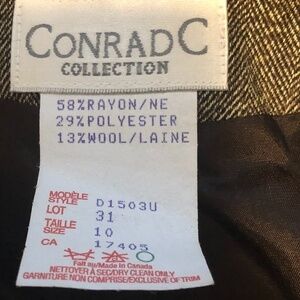 CONRAD C
COLLECTION
58%RAYON/NE
29%POLYESTER
13%WOOL/LAINE
MODÈLE
STYLE D1503U
LOT 31
TAILLE
SIZE 10
CA 17405
Fait au/Made in Canada
NETTOYER À SEC/DRY CLEAN ONLY
GARNITURE NON COMPRISE/EXCLUSIVE OF TRIM